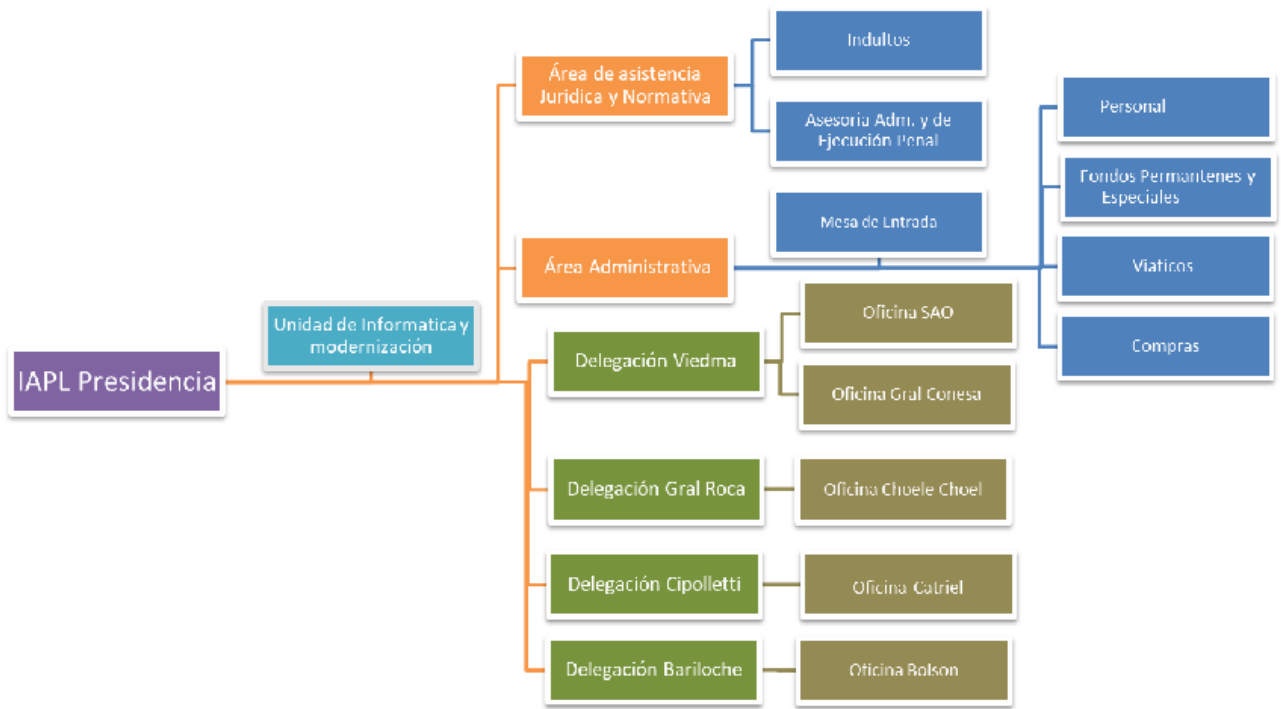 Indultos
Área de asistencia
Juridica y Normativa
Asesoria Adm. y de
Ejecución Penal
Personal
Fondos Permantenes y
Especiales
Mesa de Entrada
Área Administrativa
Viaticos
Compras
Unidad de Informatica y
modernización
IAPL Presidencia
Oficina SAO
Delegación Viedma
Oficina Gral Conesa
Delegación Gral Roca
Oficina Choele Choel
Delegación Cipolletti
Oficina Catriel
Delegación Bariloche
Oficina Bolson